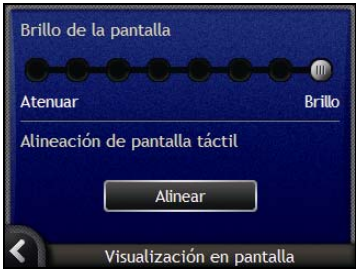 Brillo de la pantalla
Atenuar Brillo
Alineación de pantalla táctil
Alinear
Visualización en pantalla